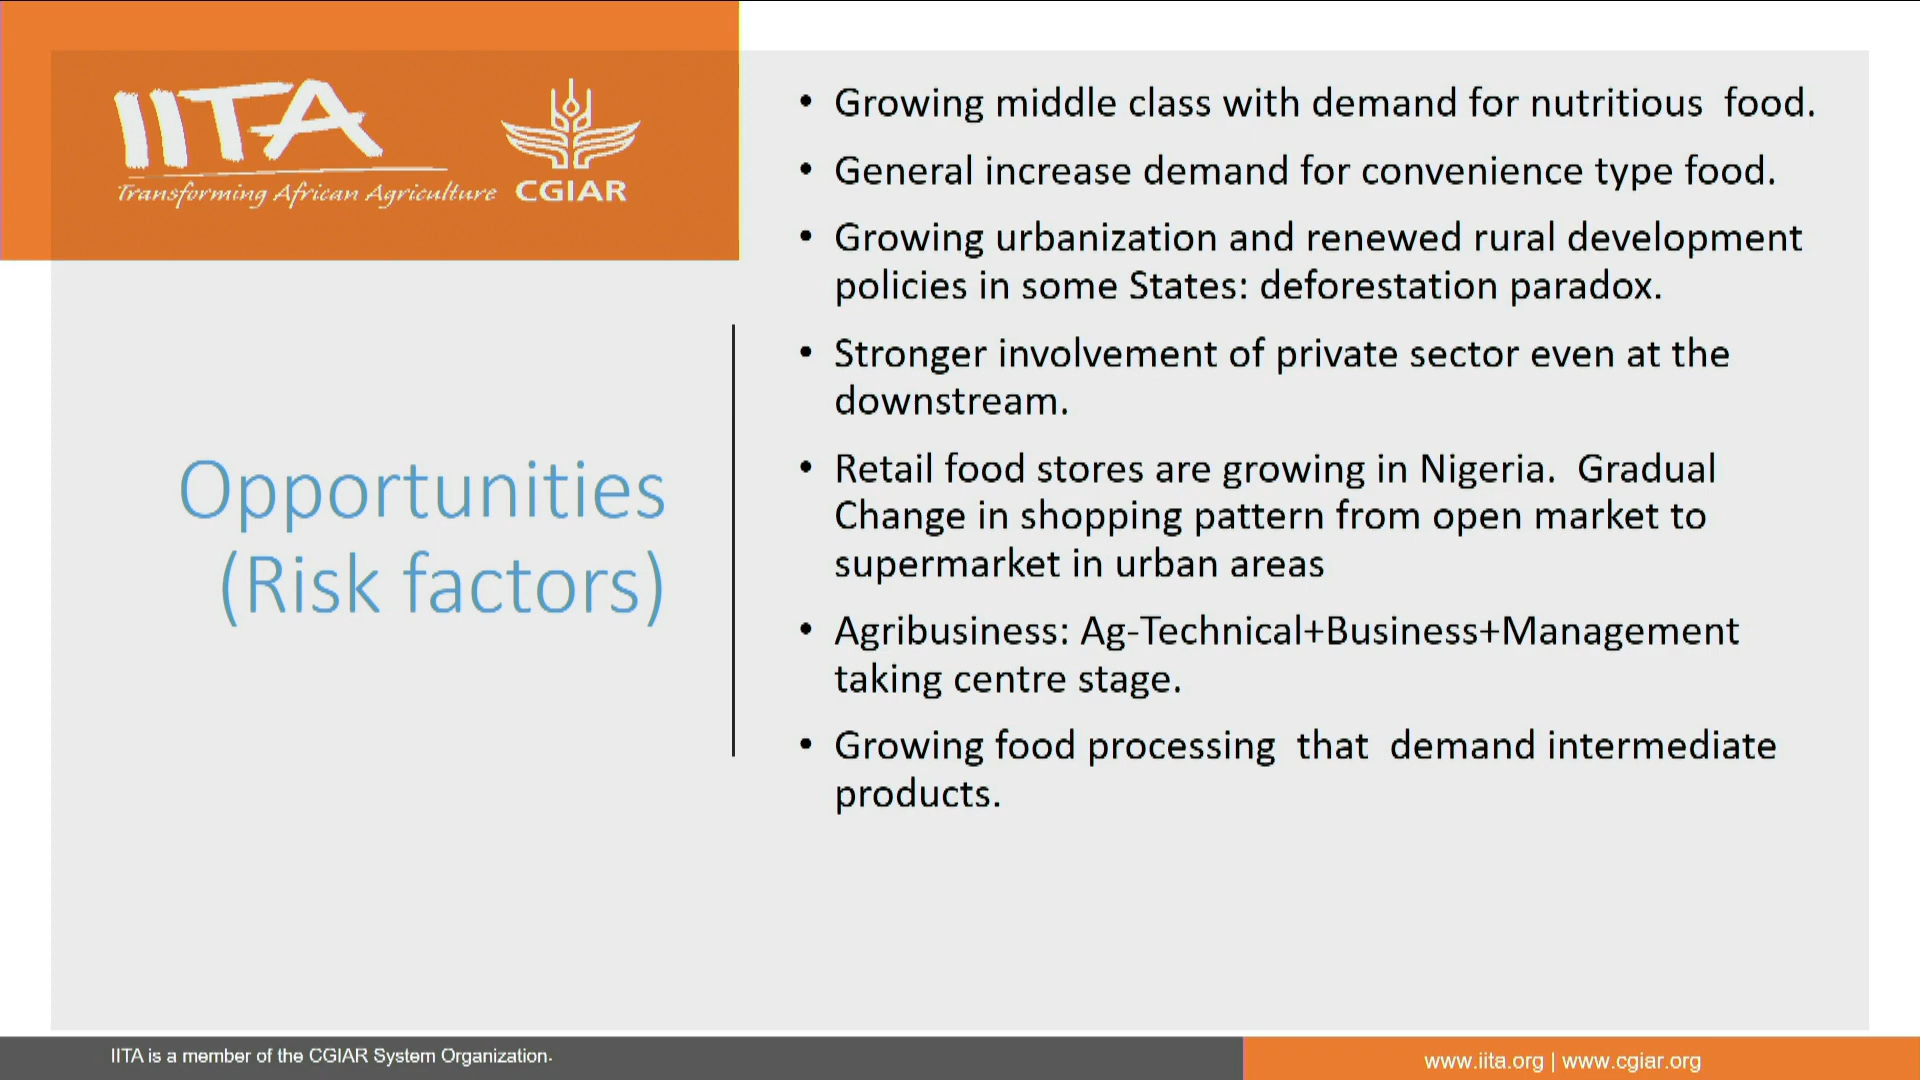 IITA
Transforming African Agriculture
CGIAR
Opportunities
(Risk factors)
• Growing middle class with demand for nutritious  food.
• General increase demand for convenience type food.
• Growing urbanization and renewed rural development
policies in some States: deforestation paradox.
• Stronger involvement of private sector even at the
downstream.
• Retail food stores are growing in Nigeria.  Gradual
Change in shopping pattern from open market to
supermarket in urban areas
• Agribusiness: Ag-Technical+Business+Management
taking centre stage.
• Growing food processing  that  demand intermediate
products.
IITA is a member of the CGIAR System Organization.
www.iita.org | www.cgiar.org